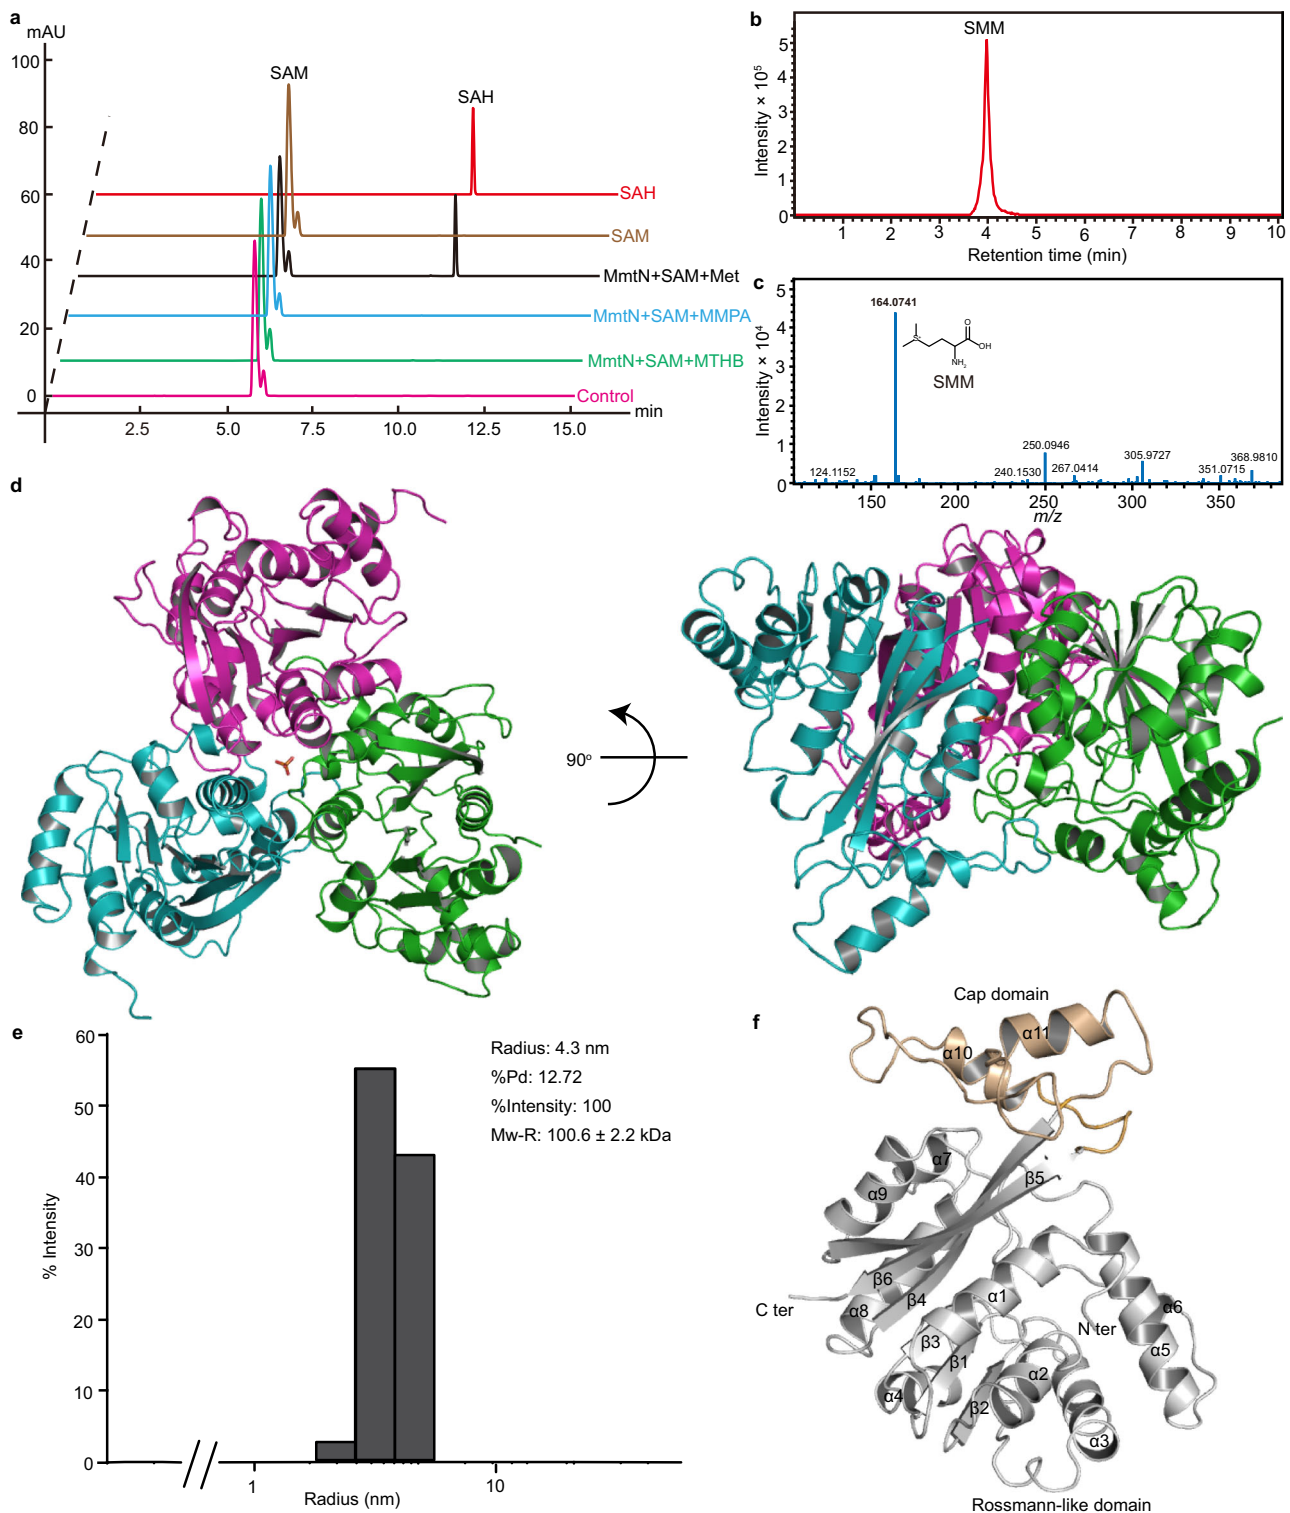 a
mAU
100
80
60
40
20
0
SAM
SAH
SAH
SAM
MmtN+SAM+Met
MmtN+SAM+MMPA
MmtN+SAM+MTHB
Control
min
2.5 5.0 7.5 10.0 12.5 15.0
b
SMM
Intensity × 10⁵
5
4
3
2
1
0
1 2 3 4 5 6 7 8 9 10
Retention time (min)
c
Intensity × 10⁴
5
4
3
2
1
0
164.0741
S⁺
O
OH
NH₂
SMM
124.1152
240.1530
250.0946
267.0414
305.9727
351.0715
368.9810
150 200 250 300 350
m/z
d
90°
e
% Intensity
60
50
40
30
20
10
0
Radius: 4.3 nm
%Pd: 12.72
%Intensity: 100
Mw-R: 100.6 ± 2.2 kDa
1 10
Radius (nm)
f
Cap domain
α10
α11
α7
β5
α9
β6
α8
β4
α1
C ter
N ter
α6
α5
β3
β1
α2
α4
β2
α3
Rossmann-like domain